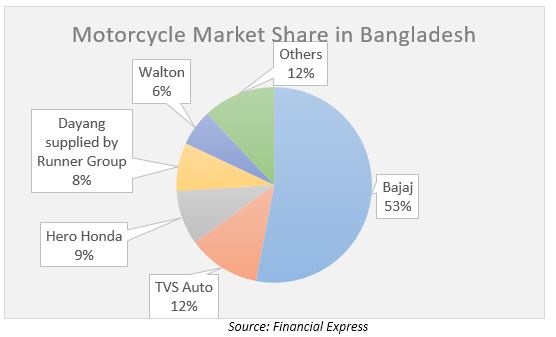 Motorcycle Market Share in Bangladesh
Others
12%
Walton
6%
Dayang
supplied by
Runner Group
8%
Bajaj
53%
Hero Honda
9%
TVS Auto
12%
Source: Financial Express